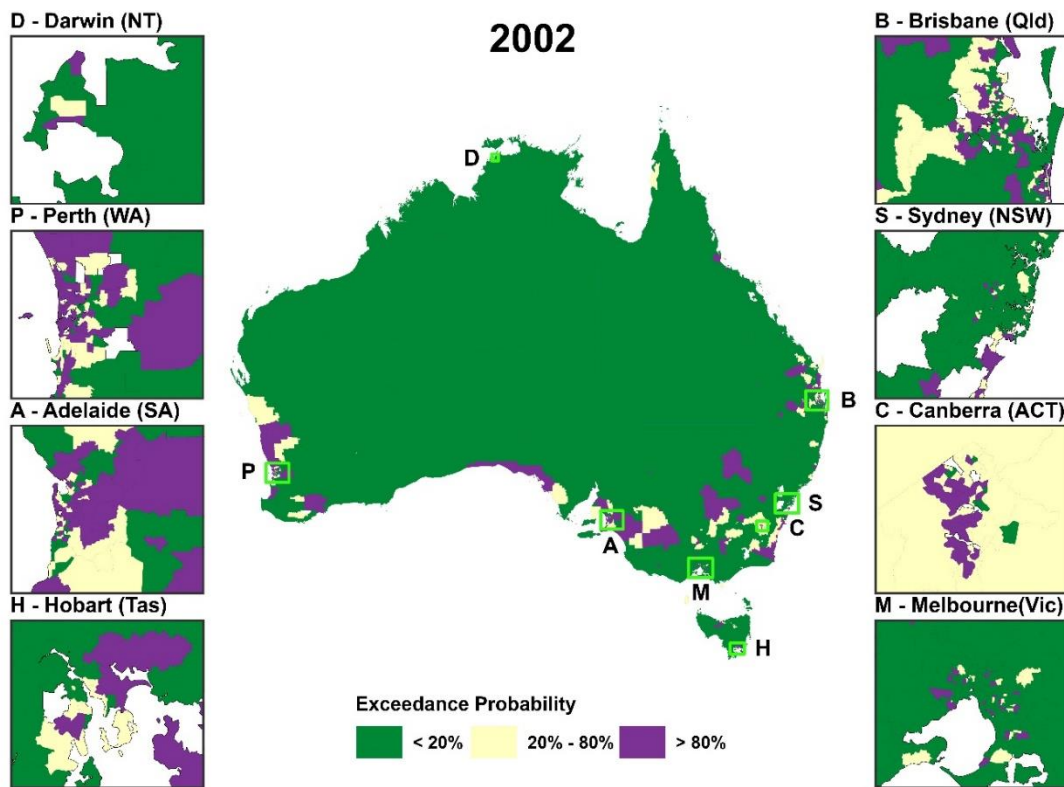 D - Darwin (NT)
2002
B - Brisbane (Qld)
D
P - Perth (WA)
S - Sydney (NSW)
B
A - Adelaide (SA)
C - Canberra (ACT)
P
S
C
A
M
H - Hobart (Tas)
M - Melbourne(Vic)
H
Exceedance Probability
< 20% 20% - 80% > 80%